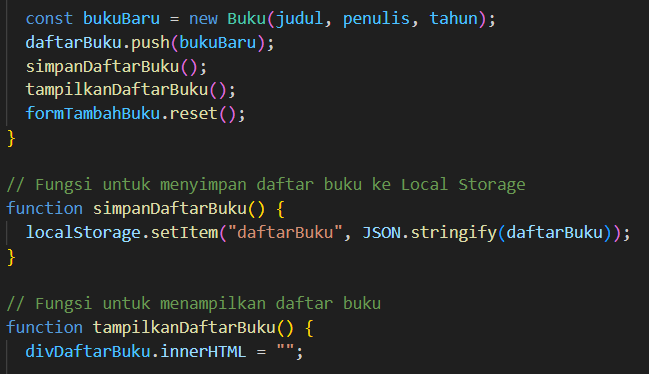 const bukuBaru = new Buku(judul, penulis, tahun);
daftarBuku.push(bukuBaru);
simpanDaftarBuku();
tampilkanDaftarBuku();
formTambahBuku.reset();
}
// Fungsi untuk menyimpan daftar buku ke Local Storage
function simpanDaftarBuku() {
localStorage.setItem("daftarBuku", JSON.stringify(daftarBuku));
}
// Fungsi untuk menampilkan daftar buku
function tampilkanDaftarBuku() {
divDaftarBuku.innerHTML = "";